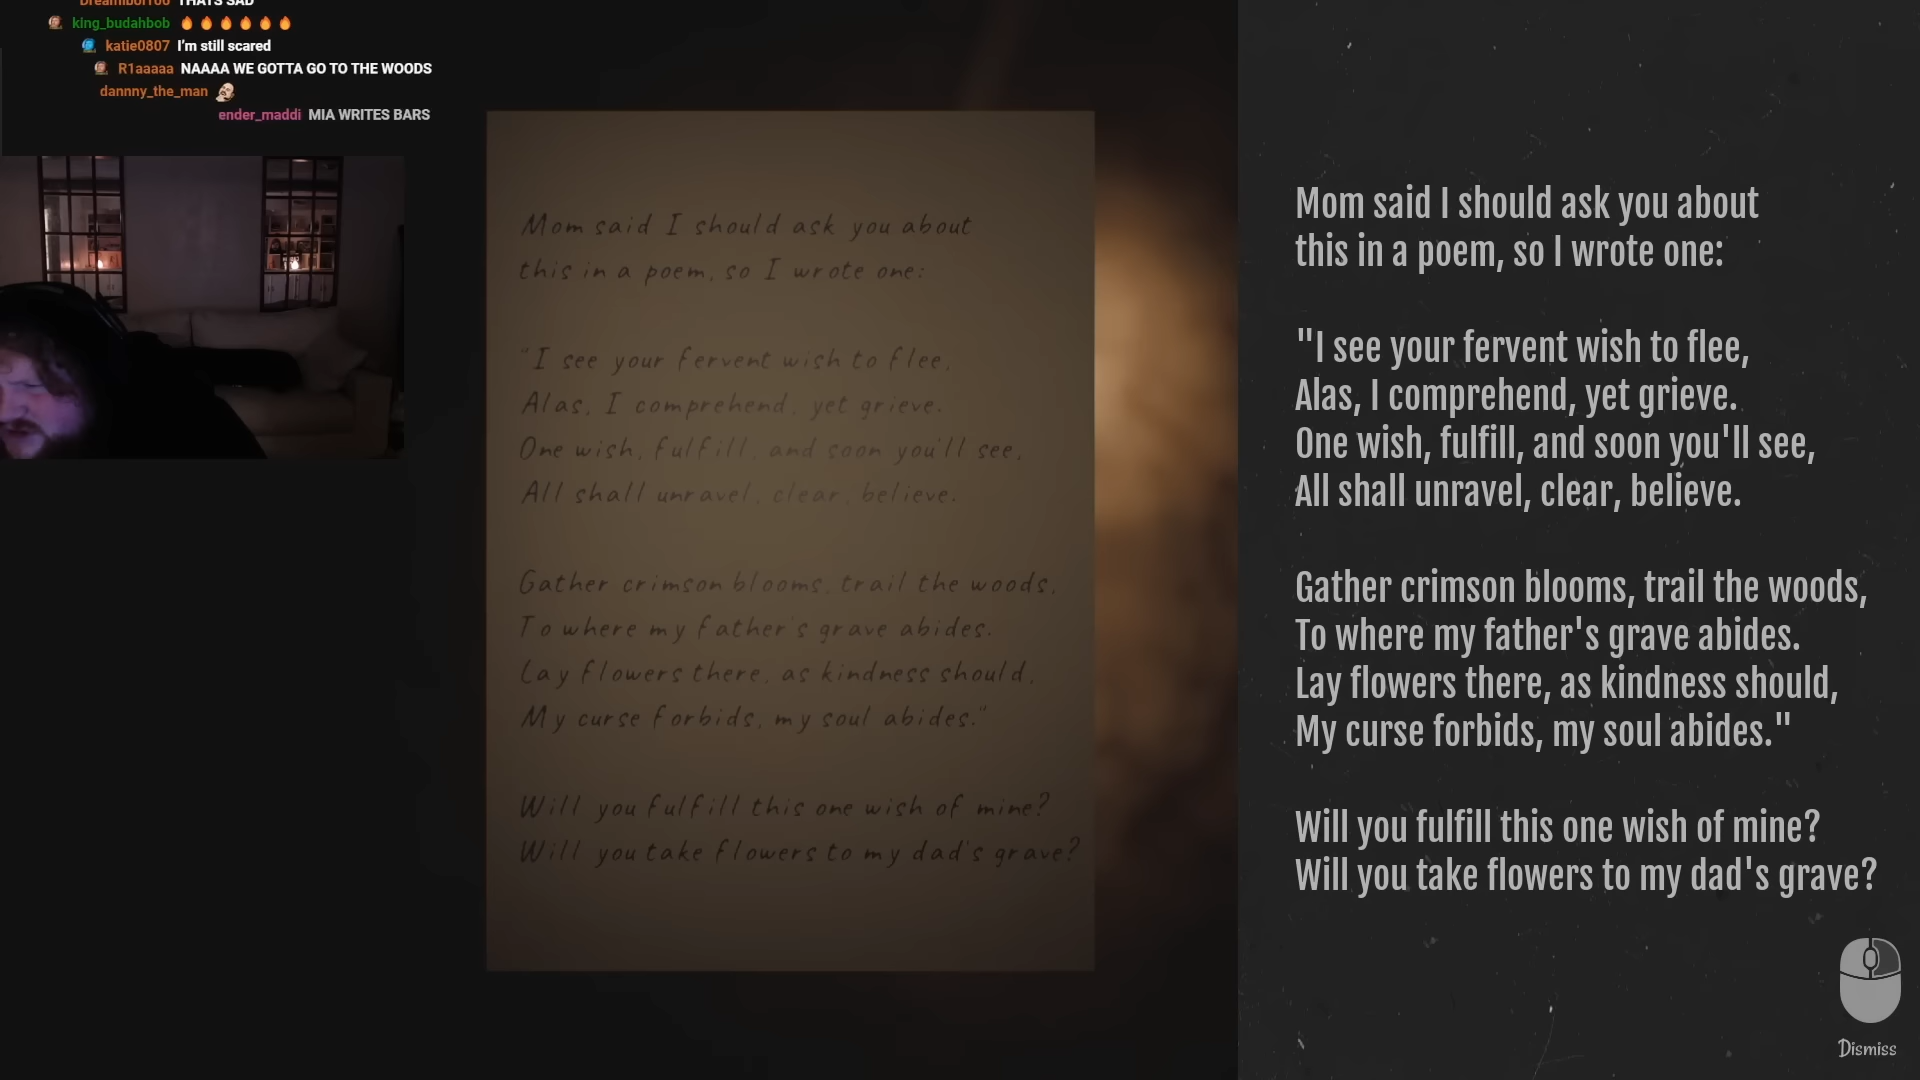 THATS SAD
king_budahbob
katie0807 I'm still scared
R1aaaaa NAAAA WE GOTTA GO TO THE WOODS
dannny_the_man
ender_maddi MIA WRITES BARS
Mom said I should ask you about
this in a poem, so I wrote one:
"I see your fervent wish to flee,
Alas, I comprehend, yet grieve.
One wish, fulfill, and soon you'll see,
All shall unravel, clear, believe.
Gather crimson blooms, trail the woods,
To where my father's grave abides.
Lay flowers there, as kindness should,
My curse forbids, my soul abides."
Will you fulfill this one wish of mine?
Will you take flowers to my dad's grave?
Mom said I should ask you about
this in a poem, so I wrote one:
"I see your fervent wish to flee,
Alas, I comprehend, yet grieve.
One wish, fulfill, and soon you'll see,
All shall unravel, clear, believe.
Gather crimson blooms, trail the woods,
To where my father's grave abides.
Lay flowers there, as kindness should,
My curse forbids, my soul abides."
Will you fulfill this one wish of mine?
Will you take flowers to my dad's grave?
Dismiss